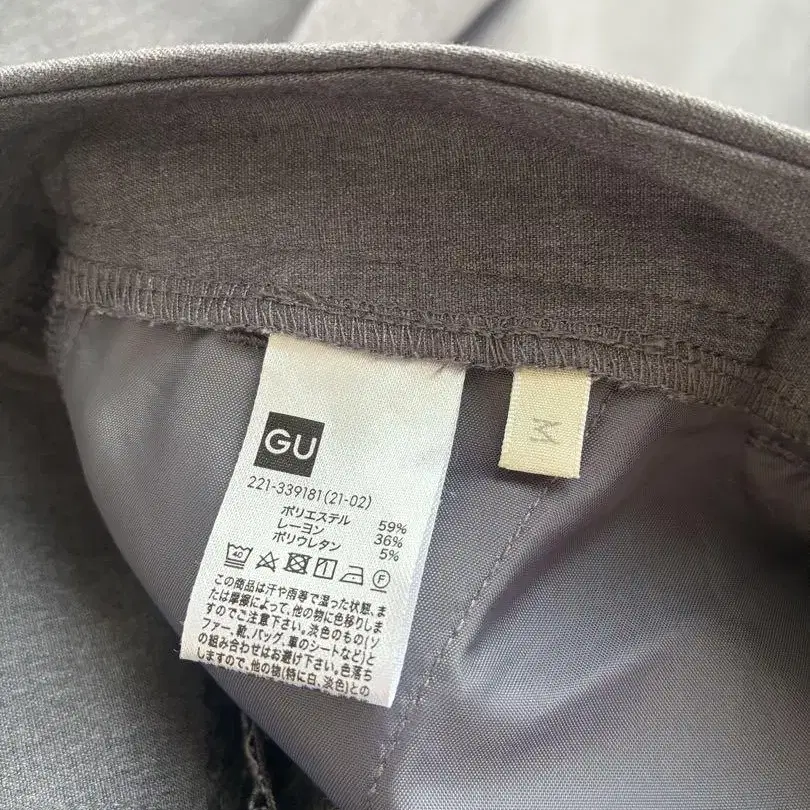 GU
221-339181(21-02)
ポリエステル 59%
レーヨン 36%
ポリウレタン 5%
40
F
この商品は汗や雨等で湿った状態、ま
たは摩擦によって、他の物に色移りしま
すのでご注意下さい。淡色のもの(ソ
ファー、靴、バッグ、車のシートなど)と
の組み合わせはお避け下さい。色落ち
しますので、他の物(特に白、淡色)との
M